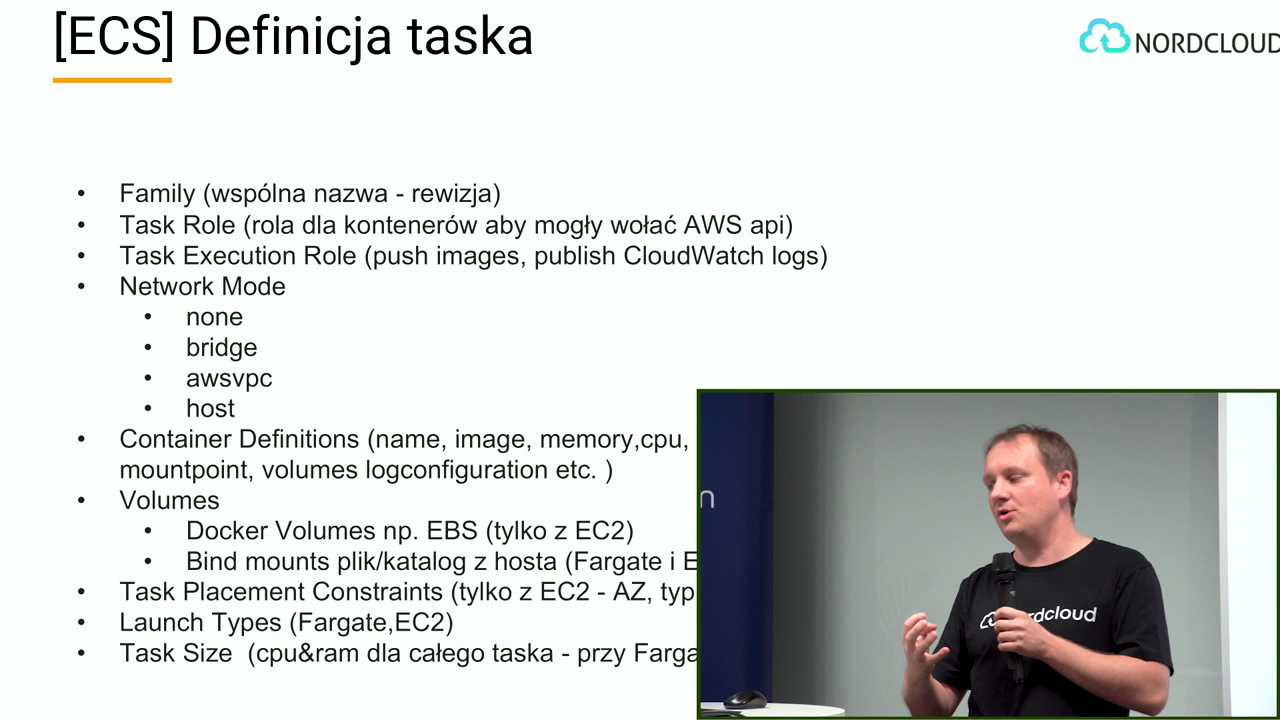 [ECS] Definicja taska
NORDCLOUD
• Family (wspólna nazwa - rewizja)
• Task Role (rola dla kontenerów aby mogły wołać AWS api)
• Task Execution Role (push images, publish CloudWatch logs)
• Network Mode
• none
• bridge
• awsvpc
• host
• Container Definitions (name, image, memory,cpu,
mountpoint, volumes logconfiguration etc. )
• Volumes
• Docker Volumes np. EBS (tylko z EC2)
• Bind mounts plik/katalog z hosta (Fargate i E
• Task Placement Constraints (tylko z EC2 - AZ, typ
• Launch Types (Fargate,EC2)
• Task Size (cpu&ram dla całego taska - przy Farga
n
nordcloud